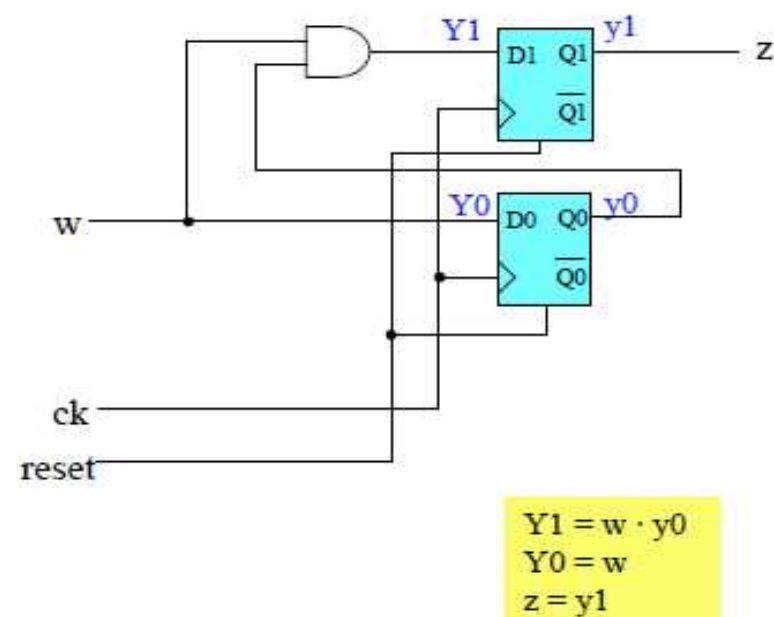 Y1
y1
D1 Q1
z
Q1
w
Y0
y0
D0 Q0
Q0
ck
reset
Y1 = w · y0
Y0 = w
z = y1